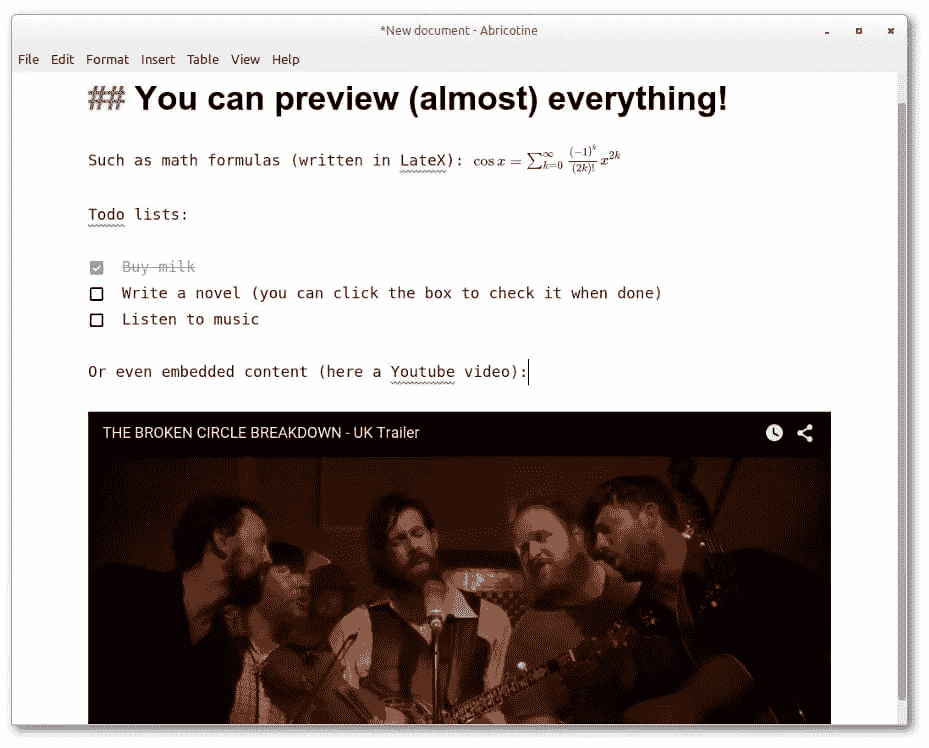 *New document - Abricotine
File Edit Format Insert Table View Help
## You can preview (almost) everything!
Such as math formulas (written in LateX): cos x = ∑_{k=0}^{∞} \frac{(-1)^k}{(2k)!} x^{2k}
Todo lists:
Buy milk
Write a novel (you can click the box to check it when done)
Listen to music
Or even embedded content (here a Youtube video):
THE BROKEN CIRCLE BREAKDOWN - UK Trailer